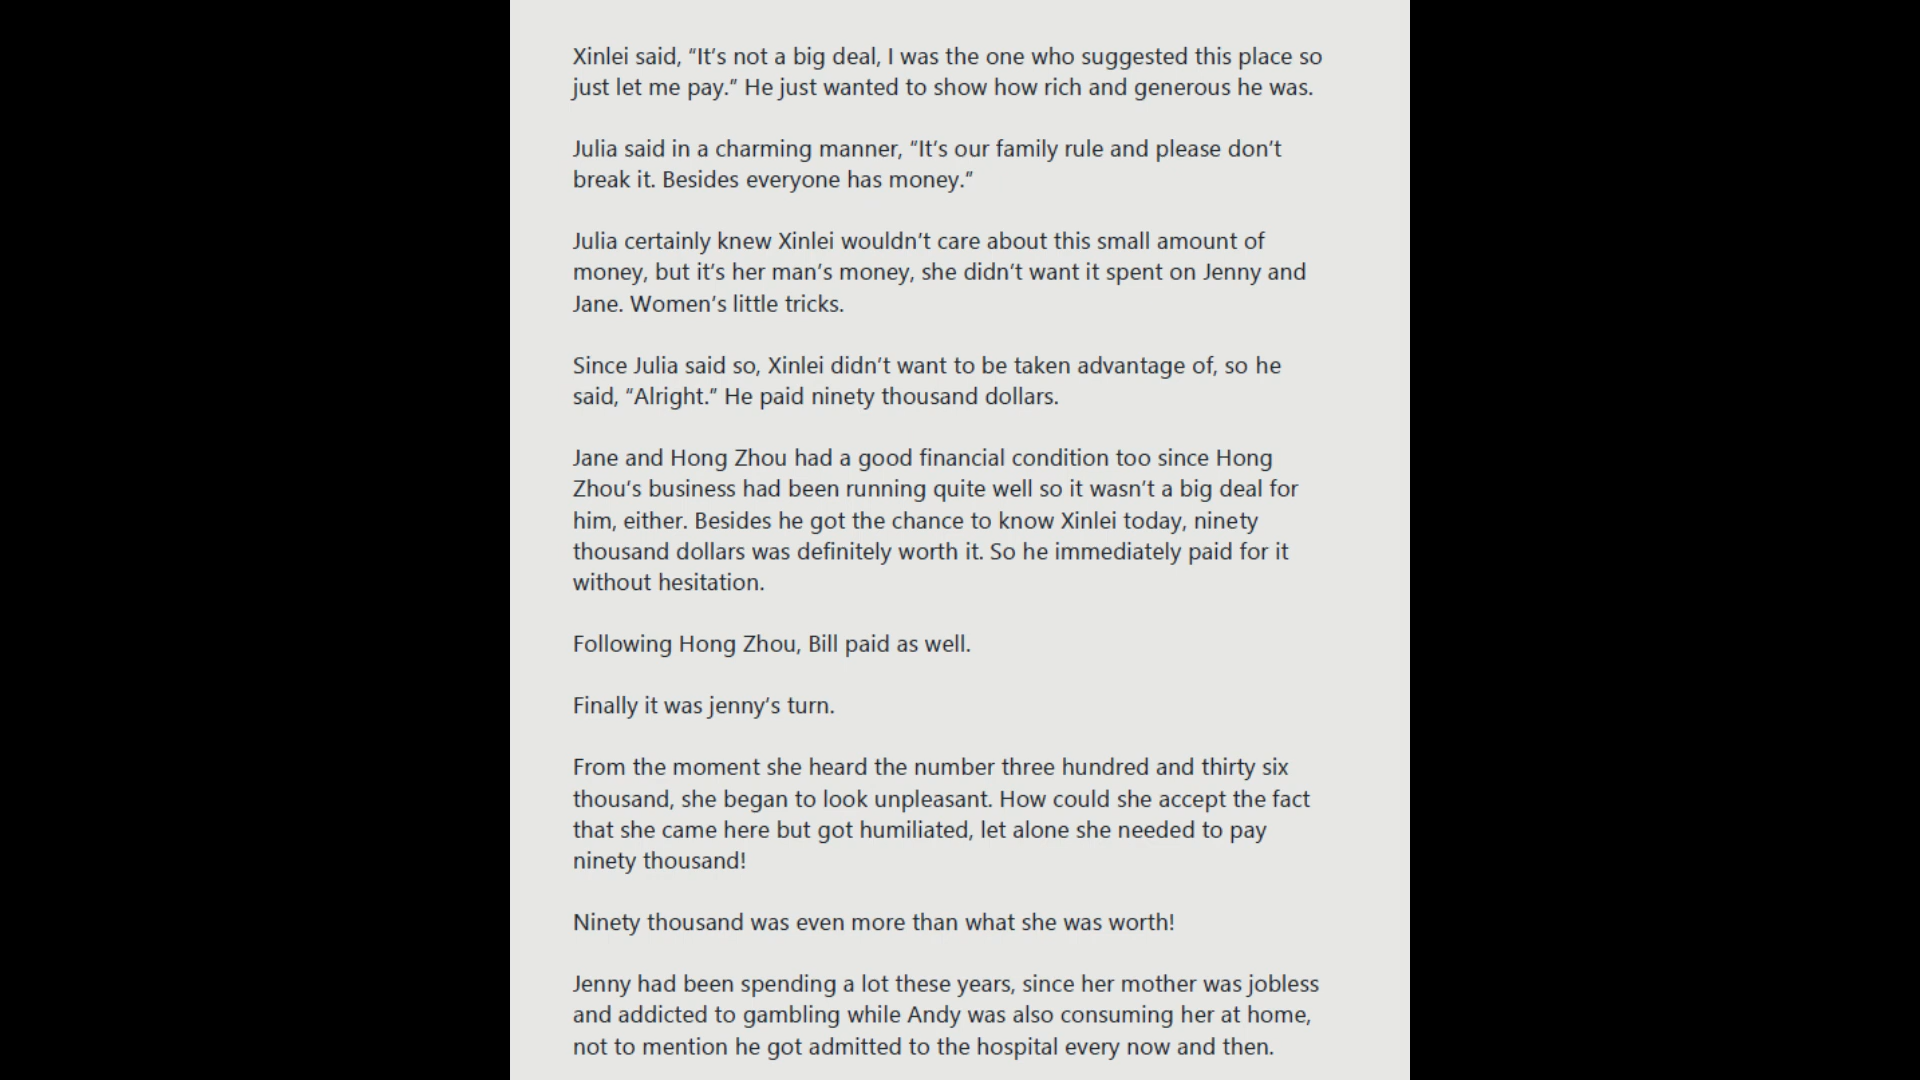 Xinlei said, “It’s not a big deal, I was the one who suggested this place so
just let me pay.” He just wanted to show how rich and generous he was.
Julia said in a charming manner, “It’s our family rule and please don’t
break it. Besides everyone has money.”
Julia certainly knew Xinlei wouldn’t care about this small amount of
money, but it’s her man’s money, she didn’t want it spent on Jenny and
Jane. Women’s little tricks.
Since Julia said so, Xinlei didn’t want to be taken advantage of, so he
said, “Alright.” He paid ninety thousand dollars.
Jane and Hong Zhou had a good financial condition too since Hong
Zhou’s business had been running quite well so it wasn’t a big deal for
him, either. Besides he got the chance to know Xinlei today, ninety
thousand dollars was definitely worth it. So he immediately paid for it
without hesitation.
Following Hong Zhou, Bill paid as well.
Finally it was jenny’s turn.
From the moment she heard the number three hundred and thirty six
thousand, she began to look unpleasant. How could she accept the fact
that she came here but got humiliated, let alone she needed to pay
ninety thousand!
Ninety thousand was even more than what she was worth!
Jenny had been spending a lot these years, since her mother was jobless
and addicted to gambling while Andy was also consuming her at home,
not to mention he got admitted to the hospital every now and then.